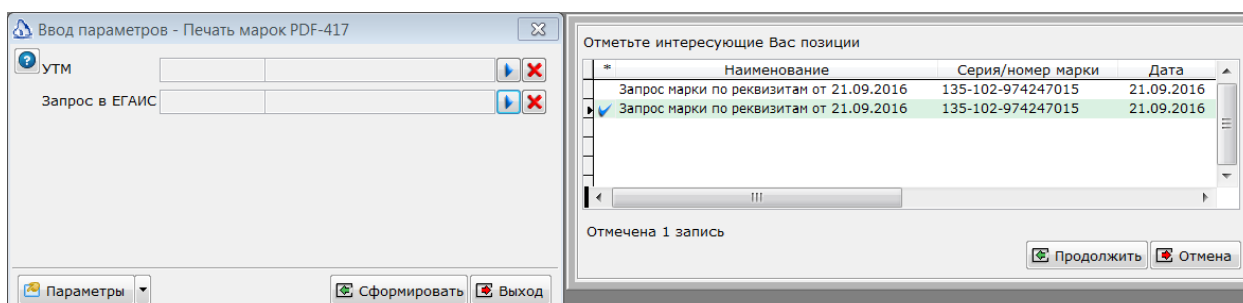 Ввод параметров - Печать марок PDF-417
УТМ
Запрос в ЕГАИС
Параметры
Сформировать
Выход
Отметьте интересующие Вас позиции
* Наименование Серия/номер марки Дата
Запрос марки по реквизитам от 21.09.2016 135-102-974247015 21.09.2016
Запрос марки по реквизитам от 21.09.2016 135-102-974247015 21.09.2016
Отмечена 1 запись
Продолжить
Отмена